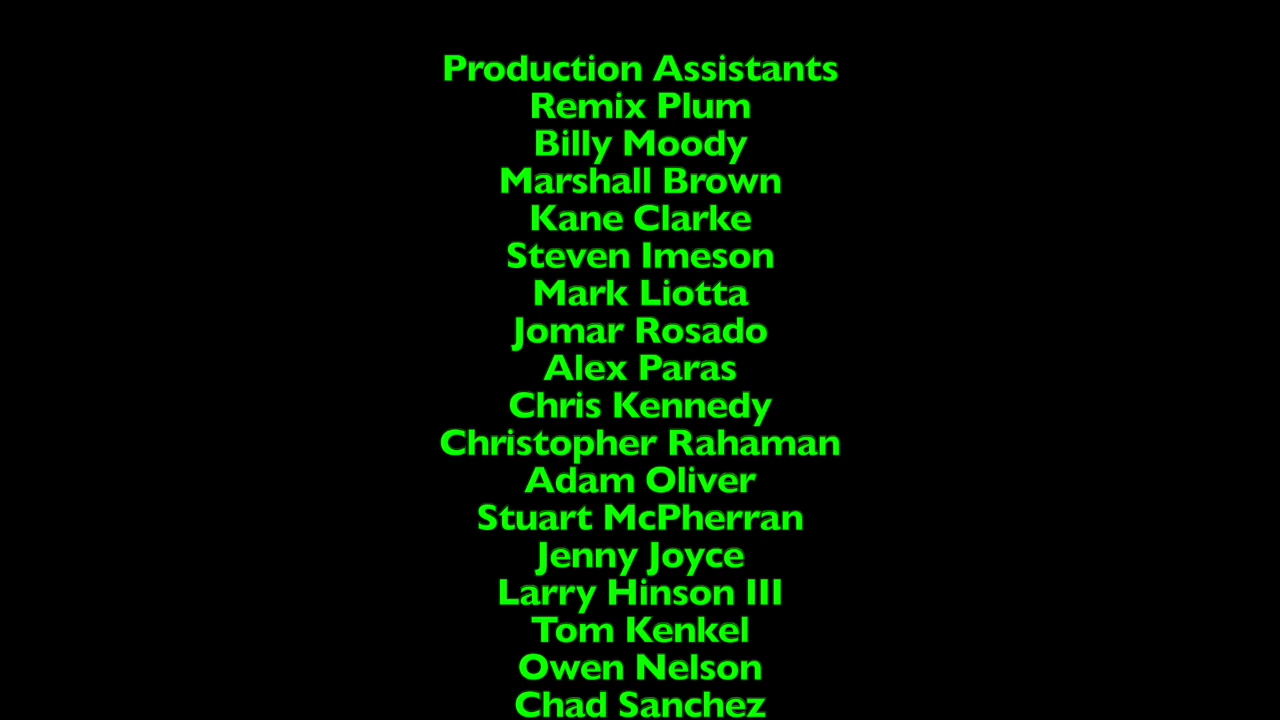 Production Assistants
Remix Plum
Billy Moody
Marshall Brown
Kane Clarke
Steven Imeson
Mark Liotta
Jomar Rosado
Alex Paras
Chris Kennedy
Christopher Rahaman
Adam Oliver
Stuart McPherran
Jenny Joyce
Larry Hinson III
Tom Kenkel
Owen Nelson
Chad Sanchez